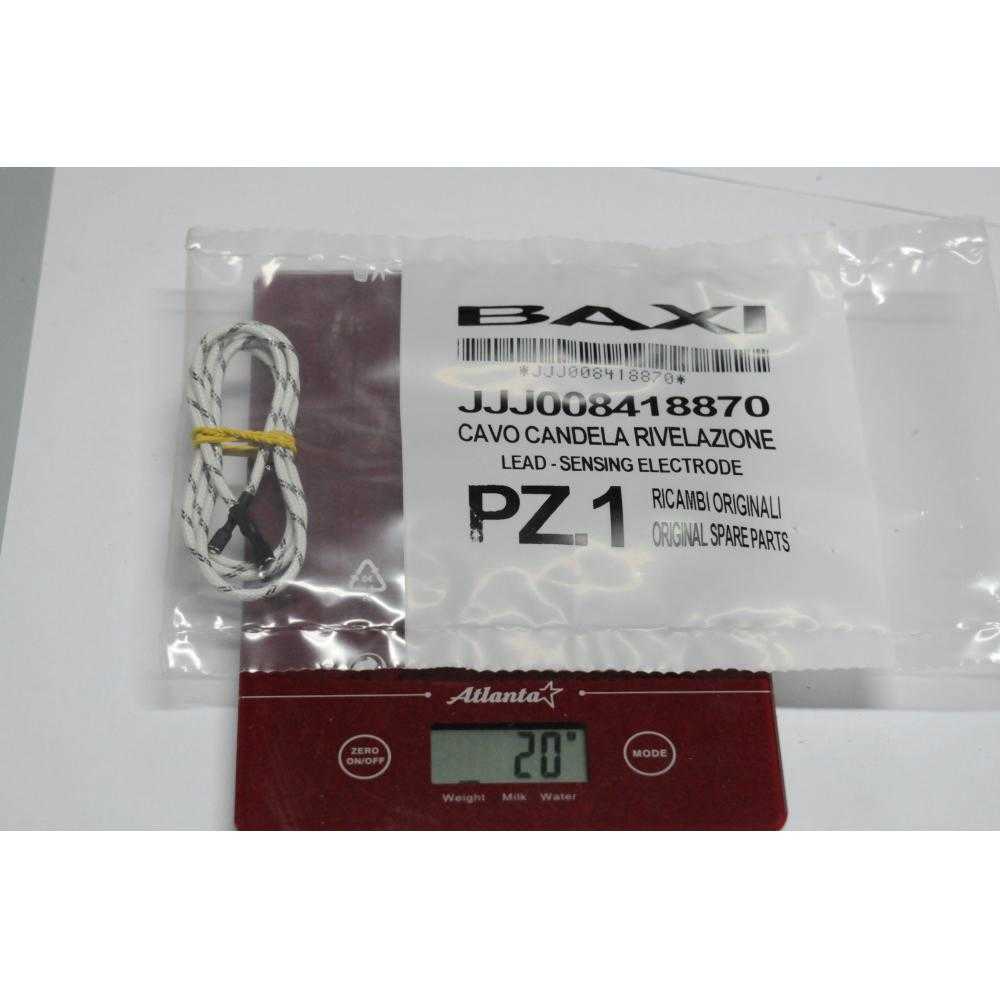 BAXI
*JJJ008418870*
JJJ008418870
CAVO CANDELA RIVELAZIONE
LEAD - SENSING ELECTRODE
PZ.1
RICAMBI ORIGINALI
ORIGINAL SPARE PARTS
04
Atlanta
ZERO
ON/OFF
20"
MODE
Weight Milk Water